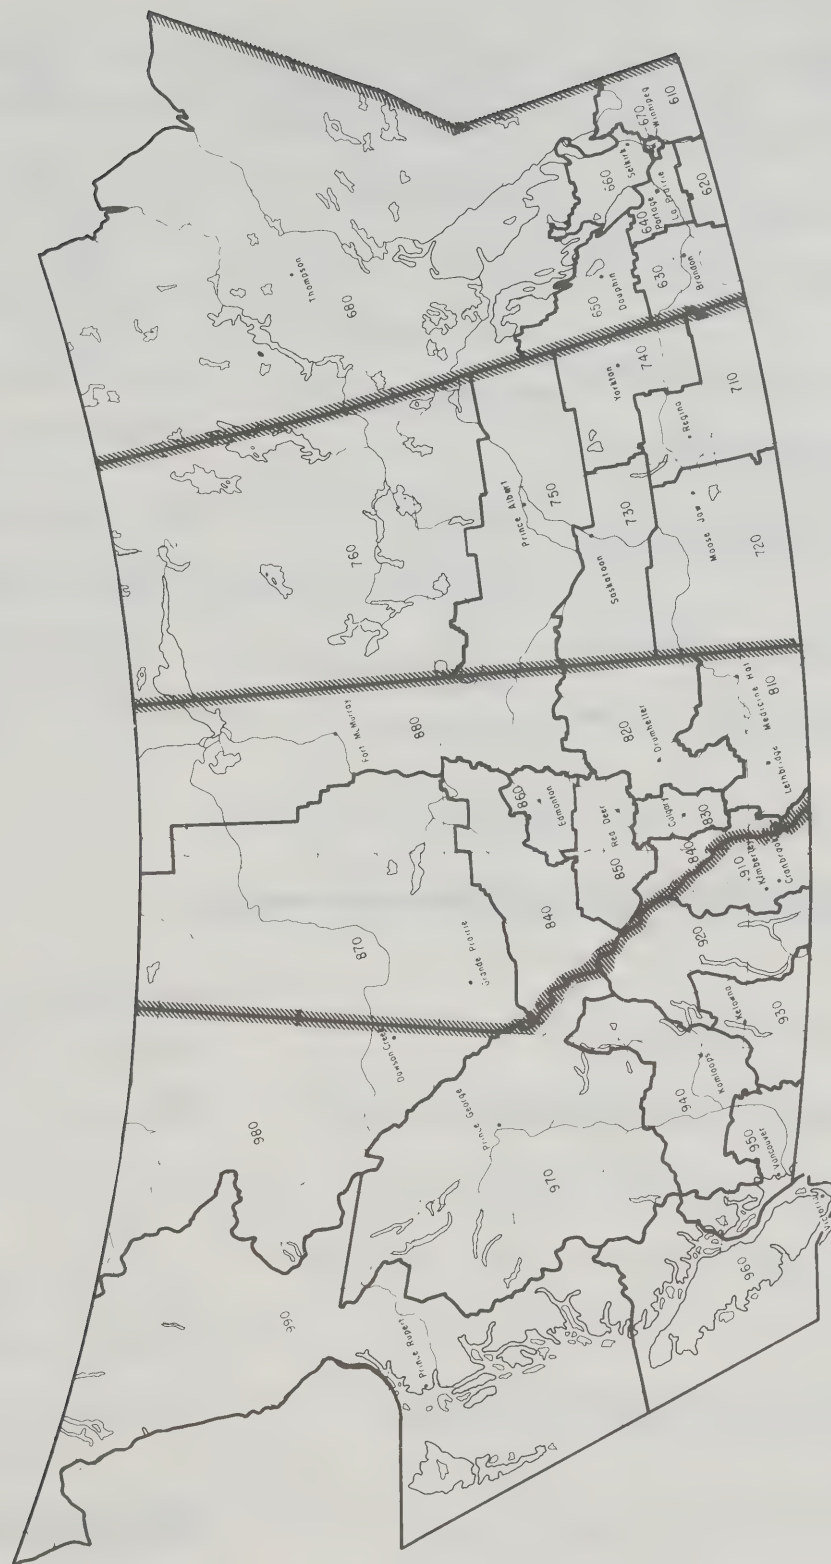 990
Prince Rupert
960
Victoria
980
970
Prince George
Dawson Creek
950
Vancouver
940
Kamloops
930
Kelowna
920
910
Kimberley
Cranbrook
870
Grande Prairie
840
840
850
Red Deer
860
Edmonton
830
Calgary
880
Fort McMurray
820
Drumheller
810
Medicine Hat
Lethbridge
760
750
Prince Albert
730
Saskatoon
720
Moose Jaw
740
Yorkton
710
Regina
680
Thompson
650
Dauphin
630
Brandon
660
Selkirk
640
Portage
La Prairie
620
670
Winnipeg
610